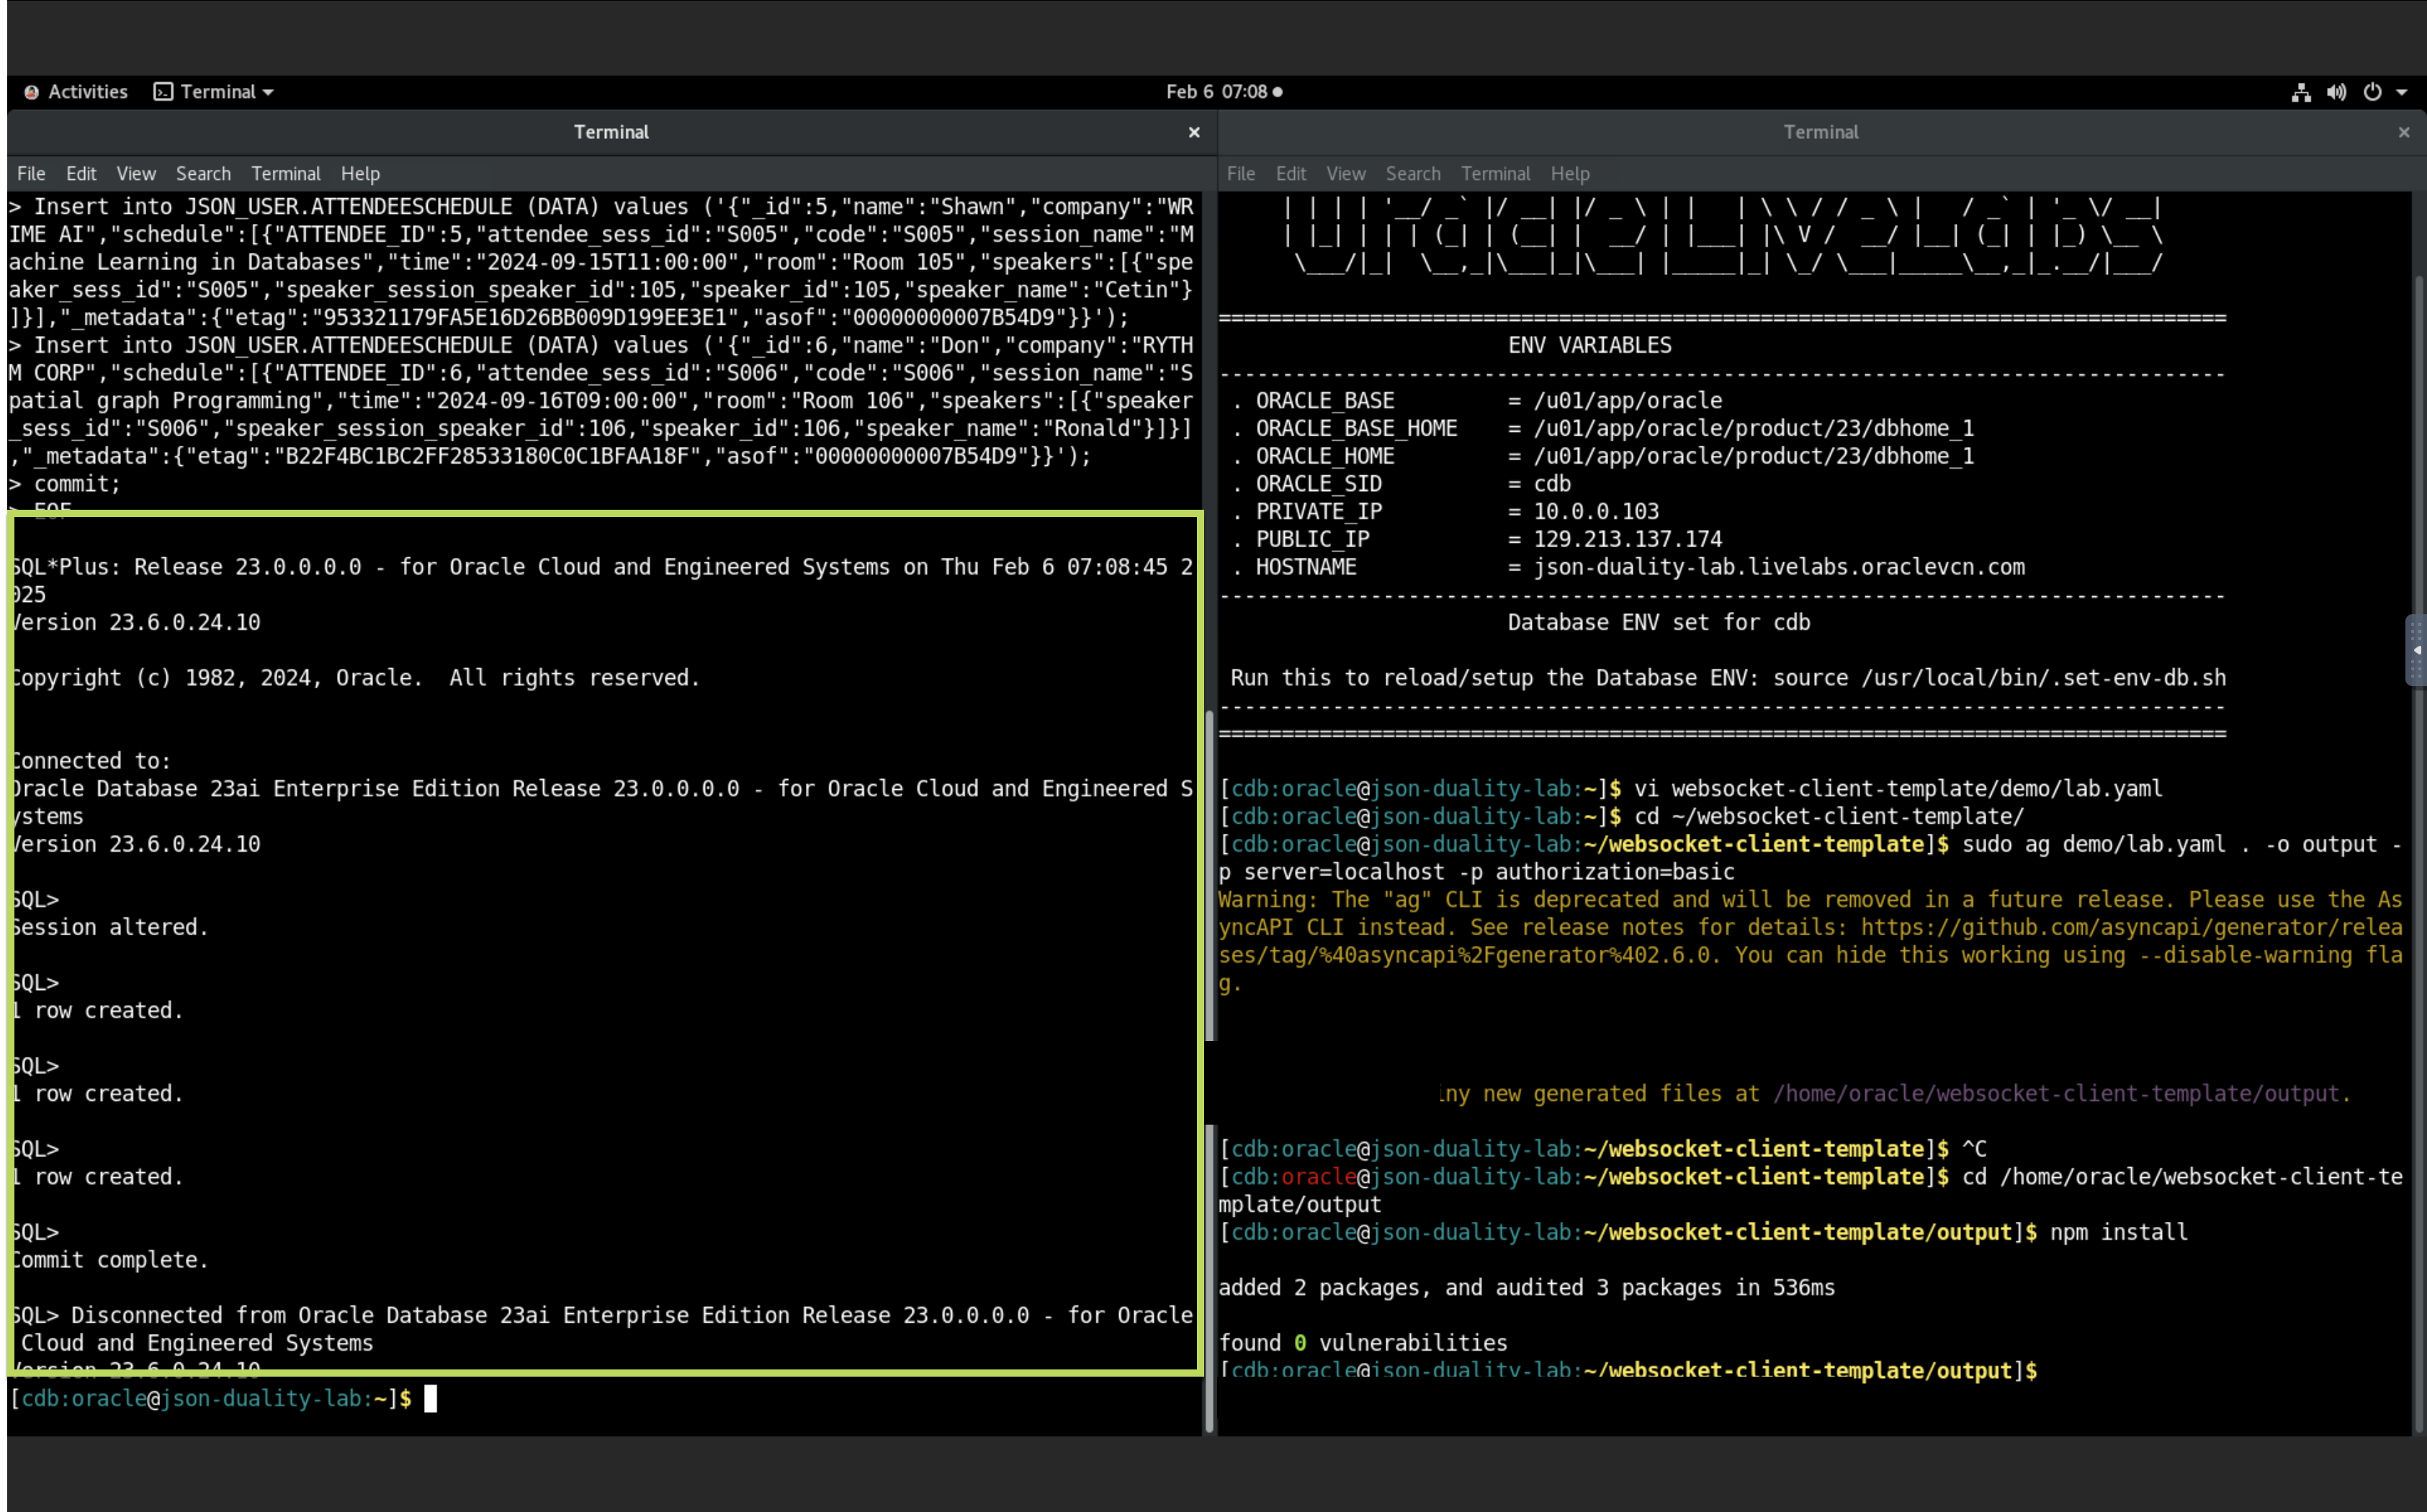 Activities Terminal Feb 6 07:08
Terminal
File Edit View Search Terminal Help
> Insert into JSON_USER.ATTENDEESCHEDULE (DATA) values ('{"_id":5,"name":"Shawn","company":"WR
IME AI","schedule":[{"ATTENDEE_ID":5,"attendee_sess_id":"S005","code":"S005","session_name":"M
achine Learning in Databases","time":"2024-09-15T11:00:00","room":"Room 105","speakers":[{"spe
aker_sess_id":"S005","speaker_session_speaker_id":105,"speaker_id":105,"speaker_name":"Cetin"}
]}],"_metadata":{"etag":"953321179FA5E16D26BB009D199EE3E1","asof":"00000000007B54D9"}}');
> Insert into JSON_USER.ATTENDEESCHEDULE (DATA) values ('{"_id":6,"name":"Don","company":"RYTH
M CORP","schedule":[{"ATTENDEE_ID":6,"attendee_sess_id":"S006","code":"S006","session_name":"S
patial graph Programming","time":"2024-09-16T09:00:00","room":"Room 106","speakers":[{"speaker
_sess_id":"S006","speaker_session_speaker_id":106,"speaker_id":106,"speaker_name":"Ronald"}]}]
,"_metadata":{"etag":"B22F4BC1BC2FF28533180C0C1BFAA18F","asof":"00000000007B54D9"}}');
> commit;
> EOF
SQL*Plus: Release 23.0.0.0.0 - for Oracle Cloud and Engineered Systems on Thu Feb 6 07:08:45 2
025
Version 23.6.0.24.10
Copyright (c) 1982, 2024, Oracle.  All rights reserved.
Connected to:
Oracle Database 23ai Enterprise Edition Release 23.0.0.0.0 - for Oracle Cloud and Engineered S
ystems
Version 23.6.0.24.10
SQL>
Session altered.
SQL>
1 row created.
SQL>
1 row created.
SQL>
1 row created.
SQL>
Commit complete.
SQL> Disconnected from Oracle Database 23ai Enterprise Edition Release 23.0.0.0.0 - for Oracle
Cloud and Engineered Systems
Version 23.6.0.24.10
[cdb:oracle@json-duality-lab:~]$
Terminal
File Edit View Search Terminal Help
Oracle LiveLabs
ENV VARIABLES
. ORACLE_BASE = /u01/app/oracle
. ORACLE_BASE_HOME = /u01/app/oracle/product/23/dbhome_1
. ORACLE_HOME = /u01/app/oracle/product/23/dbhome_1
. ORACLE_SID = cdb
. PRIVATE_IP = 10.0.0.103
. PUBLIC_IP = 129.213.137.174
. HOSTNAME = json-duality-lab.livelabs.oraclevcn.com
Database ENV set for cdb
Run this to reload/setup the Database ENV: source /usr/local/bin/.set-env-db.sh
[cdb:oracle@json-duality-lab:~]$ vi websocket-client-template/demo/lab.yaml
[cdb:oracle@json-duality-lab:~]$ cd ~/websocket-client-template/
[cdb:oracle@json-duality-lab:~/websocket-client-template]$ sudo ag demo/lab.yaml . -o output -
p server=localhost -p authorization=basic
Warning: The "ag" CLI is deprecated and will be removed in a future release. Please use the As
yncAPI CLI instead. See release notes for details: https://github.com/asyncapi/generator/relea
ses/tag/%40asyncapi%2Fgenerator%402.6.0. You can hide this working using --disable-warning fla
g.
new generated files at /home/oracle/websocket-client-template/output.
[cdb:oracle@json-duality-lab:~/websocket-client-template]$ ^C
[cdb:oracle@json-duality-lab:~/websocket-client-template]$ cd /home/oracle/websocket-client-te
mplate/output
[cdb:oracle@json-duality-lab:~/websocket-client-template/output]$ npm install
added 2 packages, and audited 3 packages in 536ms
found 0 vulnerabilities
[cdb:oracle@json-duality-lab:~/websocket-client-template/output]$